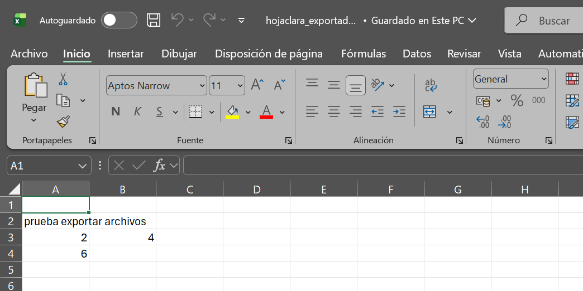 Autoguardado
hojaclara_exportad... • Guardado en Este PC
Buscar
Archivo Inicio Insertar Dibujar Disposición de página Fórmulas Datos Revisar Vista Automati
Pegar
Aptos Narrow 11 A A
N K S A
ab
General
% 000
Portapapeles Fuente Alineación Número
A1 fx
A B C D E F G H
1
2 prueba exportar archivos
3 2 4
4 6
5
6